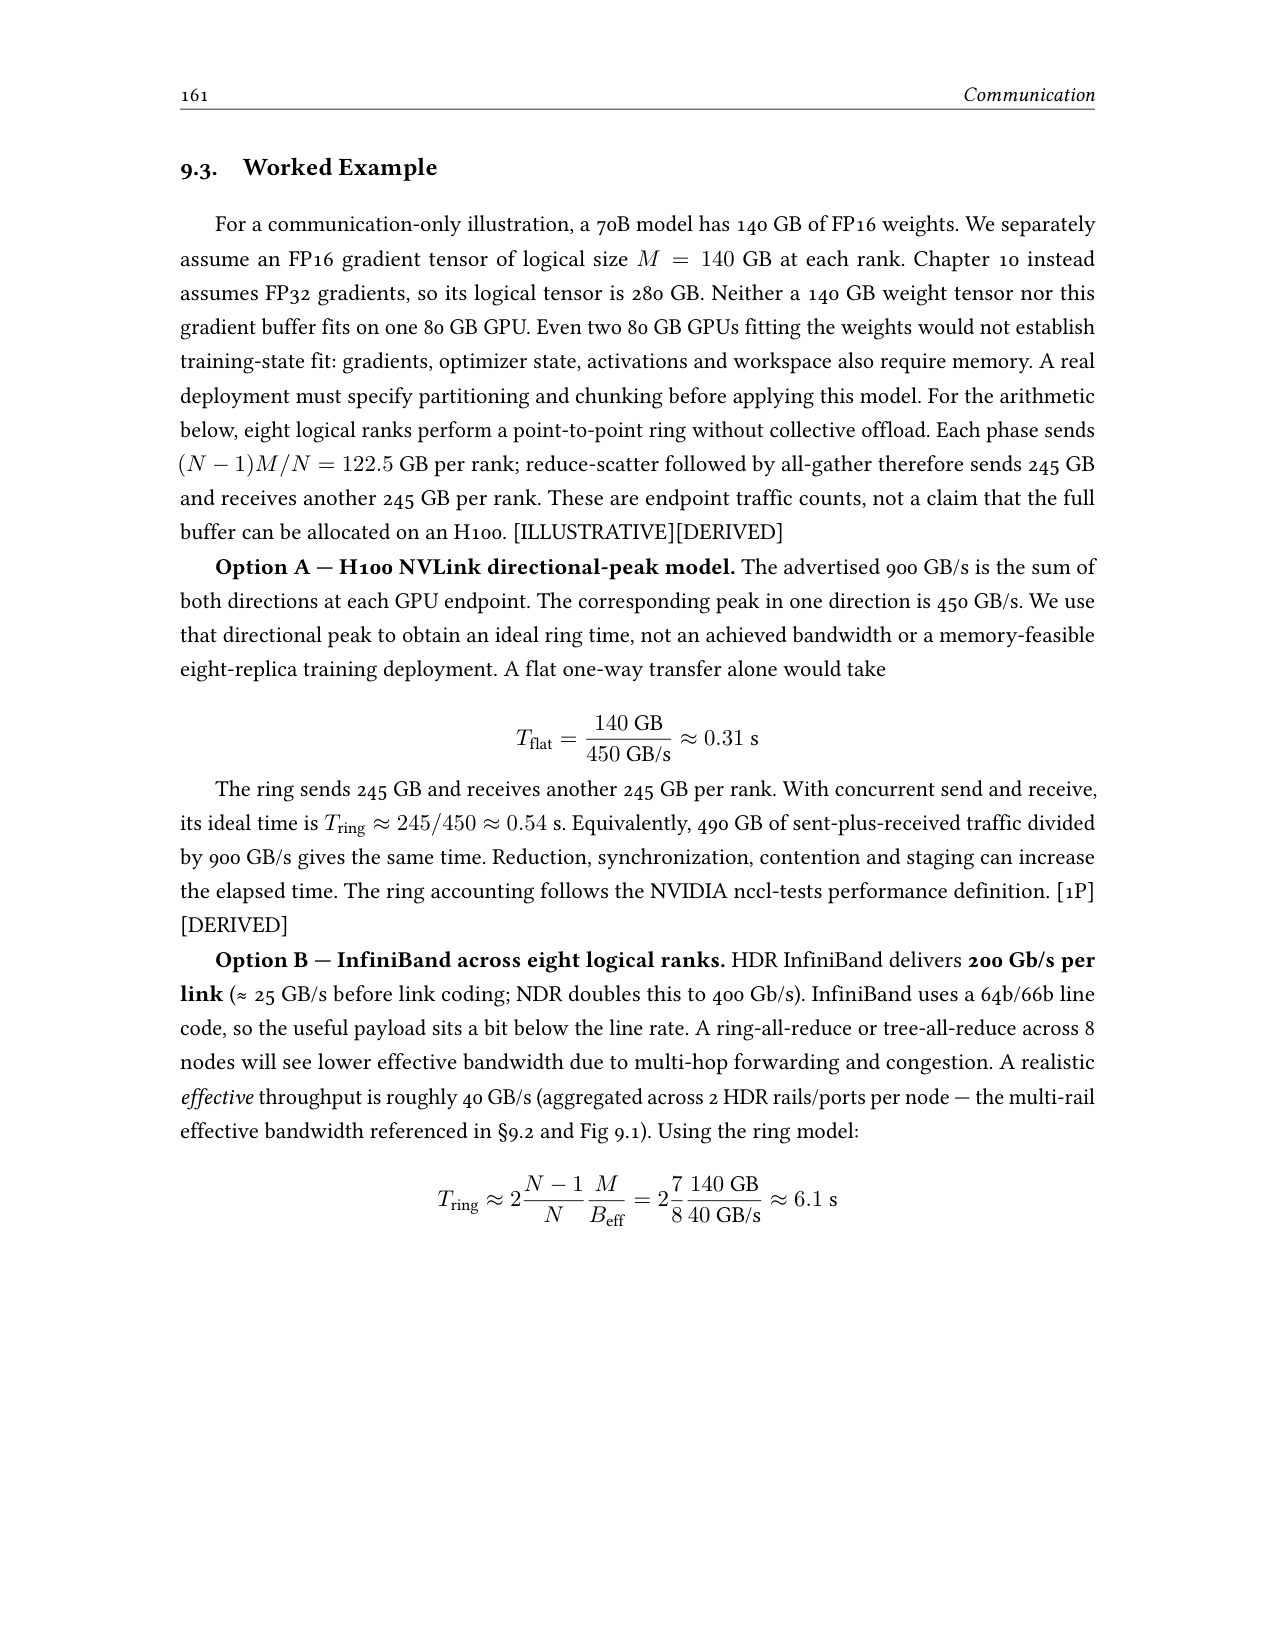 161 Communication
9.3. Worked Example
For a communication-only illustration, a 70B model has 140 GB of FP16 weights. We separately
assume an FP16 gradient tensor of logical size M = 140 GB at each rank. Chapter 10 instead
assumes FP32 gradients, so its logical tensor is 280 GB. Neither a 140 GB weight tensor nor this
gradient buffer fits on one 80 GB GPU. Even two 80 GB GPUs fitting the weights would not establish
training-state fit: gradients, optimizer state, activations and workspace also require memory. A real
deployment must specify partitioning and chunking before applying this model. For the arithmetic
below, eight logical ranks perform a point-to-point ring without collective offload. Each phase sends
(N − 1)M/N = 122.5 GB per rank; reduce-scatter followed by all-gather therefore sends 245 GB
and receives another 245 GB per rank. These are endpoint traffic counts, not a claim that the full
buffer can be allocated on an H100. [ILLUSTRATIVE][DERIVED]
Option A — H100 NVLink directional-peak model. The advertised 900 GB/s is the sum of
both directions at each GPU endpoint. The corresponding peak in one direction is 450 GB/s. We use
that directional peak to obtain an ideal ring time, not an achieved bandwidth or a memory-feasible
eight-replica training deployment. A flat one-way transfer alone would take
T_flat = 140 GB / 450 GB/s ≈ 0.31 s
The ring sends 245 GB and receives another 245 GB per rank. With concurrent send and receive,
its ideal time is T_ring ≈ 245/450 ≈ 0.54 s. Equivalently, 490 GB of sent-plus-received traffic divided
by 900 GB/s gives the same time. Reduction, synchronization, contention and staging can increase
the elapsed time. The ring accounting follows the NVIDIA nccl-tests performance definition. [1P]
[DERIVED]
Option B — InfiniBand across eight logical ranks. HDR InfiniBand delivers 200 Gb/s per
link (≈ 25 GB/s before link coding; NDR doubles this to 400 Gb/s). InfiniBand uses a 64b/66b line
code, so the useful payload sits a bit below the line rate. A ring-all-reduce or tree-all-reduce across 8
nodes will see lower effective bandwidth due to multi-hop forwarding and congestion. A realistic
effective throughput is roughly 40 GB/s (aggregated across 2 HDR rails/ports per node — the multi-rail
effective bandwidth referenced in §9.2 and Fig 9.1). Using the ring model:
T_ring ≈ 2 (N − 1)/N M/B_eff = 2 7/8 140 GB / 40 GB/s ≈ 6.1 s